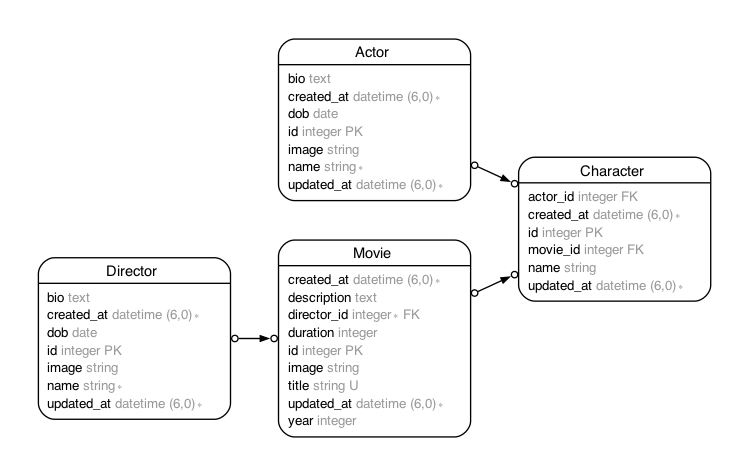 Actor
bio text
created_at datetime (6,0)*
dob date
id integer PK
image string
name string*
updated_at datetime (6,0)*
Character
actor_id integer FK
created_at datetime (6,0)*
id integer PK
movie_id integer FK
name string
updated_at datetime (6,0)*
Director
bio text
created_at datetime (6,0)*
dob date
id integer PK
image string
name string*
updated_at datetime (6,0)*
Movie
created_at datetime (6,0)*
description text
director_id integer* FK
duration integer
id integer PK
image string
title string U
updated_at datetime (6,0)*
year integer